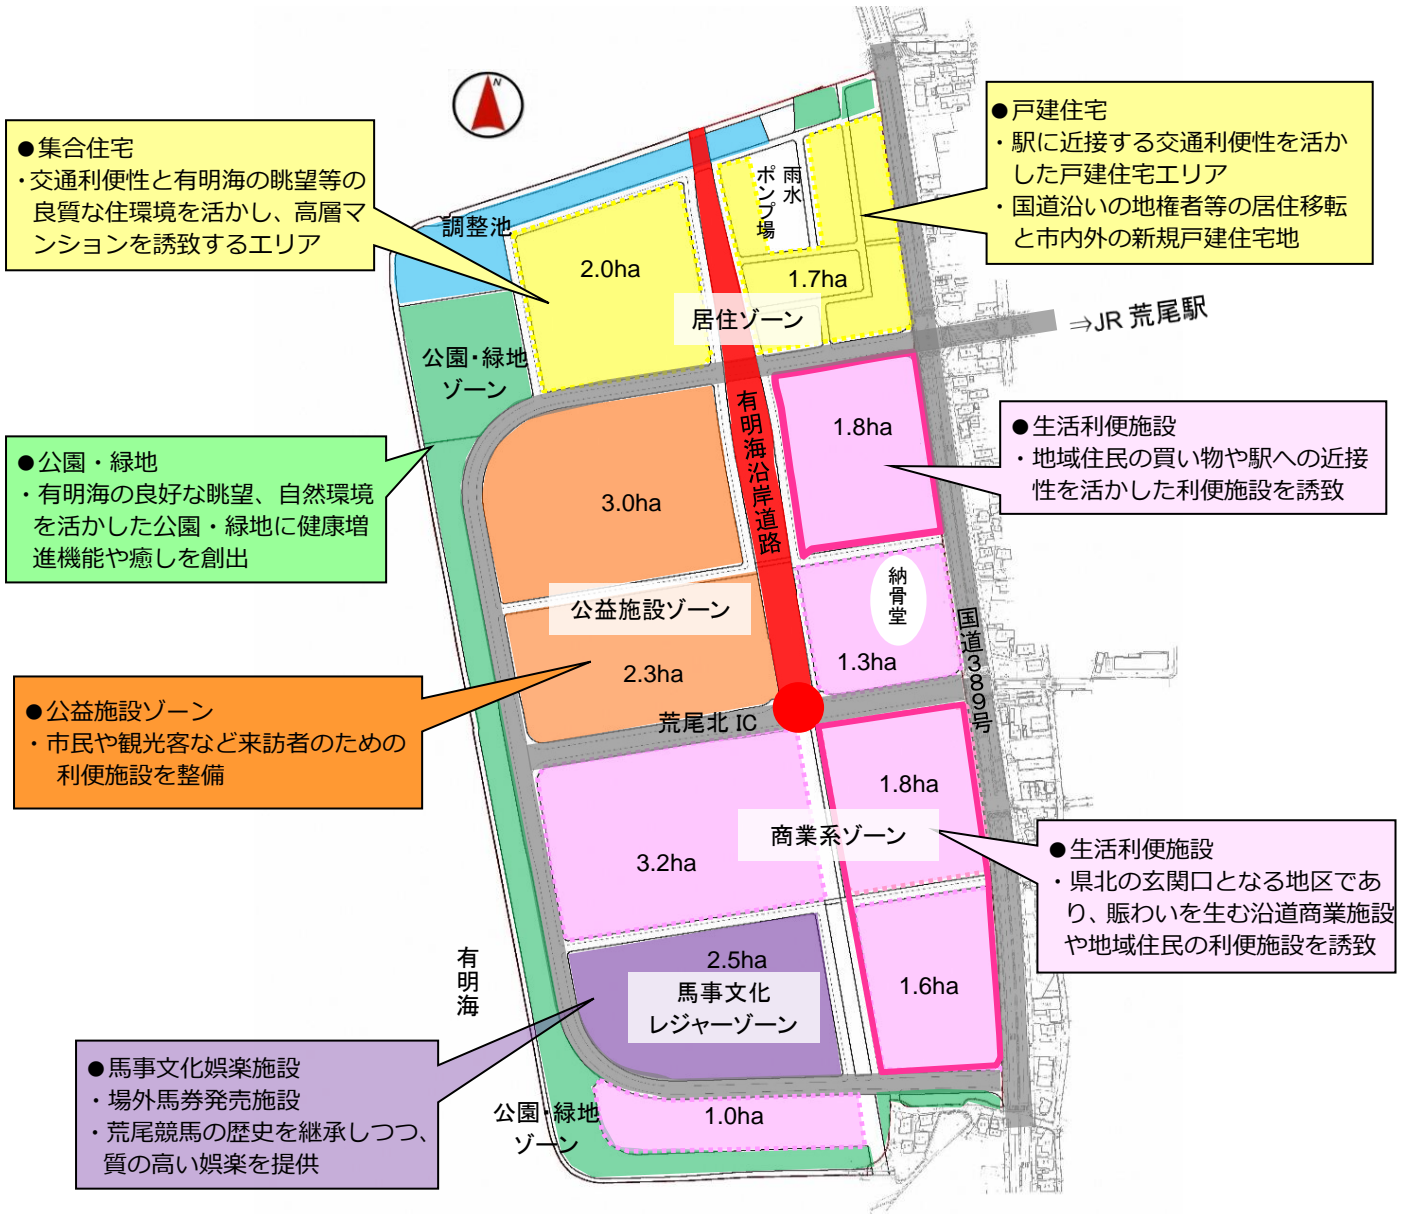 N
●集合住宅
・交通利便性と有明海の眺望等の
良質な住環境を活かし、高層マ
ンションを誘致するエリア
●戸建住宅
・駅に近接する交通利便性を活か
した戸建住宅エリア
・国道沿いの地権者等の居住移転
と市内外の新規戸建住宅地
調整池
雨水
ポンプ場
2.0ha
1.7ha
居住ゾーン
⇒JR 荒尾駅
公園・緑地
ゾーン
有明海沿岸道路
1.8ha
●生活利便施設
・地域住民の買い物や駅への近接
性を活かした利便施設を誘致
●公園・緑地
・有明海の良好な眺望、自然環境
を活かした公園・緑地に健康増
進機能や癒しを創出
3.0ha
納骨堂
公益施設ゾーン
国道389号
1.3ha
2.3ha
●公益施設ゾーン
・市民や観光客など来訪者のための
利便施設を整備
荒尾北 IC
1.8ha
商業系ゾーン
3.2ha
●生活利便施設
・県北の玄関口となる地区であ
り、賑わいを生む沿道商業施設
や地域住民の利便施設を誘致
有明海
2.5ha
馬事文化
レジャーゾーン
1.6ha
●馬事文化娯楽施設
・場外馬券発売施設
・荒尾競馬の歴史を継承しつつ、
質の高い娯楽を提供
公園・緑地
ゾーン
1.0ha